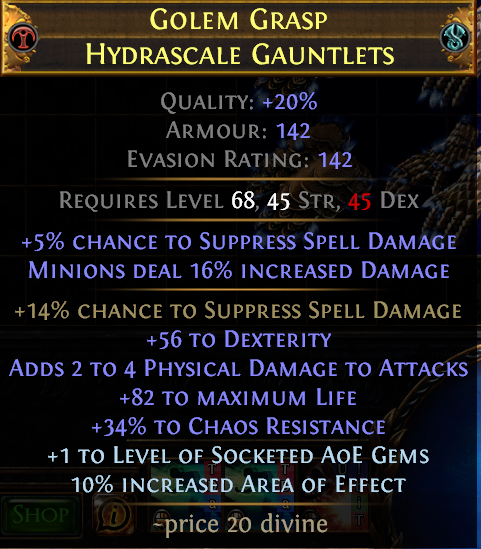 Golem Grasp
Hydrascale Gauntlets
Quality: +20%
Armour: 142
Evasion Rating: 142
Requires Level 68, 45 Str, 45 Dex
+5% chance to Suppress Spell Damage
Minions deal 16% increased Damage
+14% chance to Suppress Spell Damage
+56 to Dexterity
Adds 2 to 4 Physical Damage to Attacks
+82 to maximum Life
+34% to Chaos Resistance
+1 to Level of Socketed AoE Gems
10% increased Area of Effect
Shop
~price 20 divine